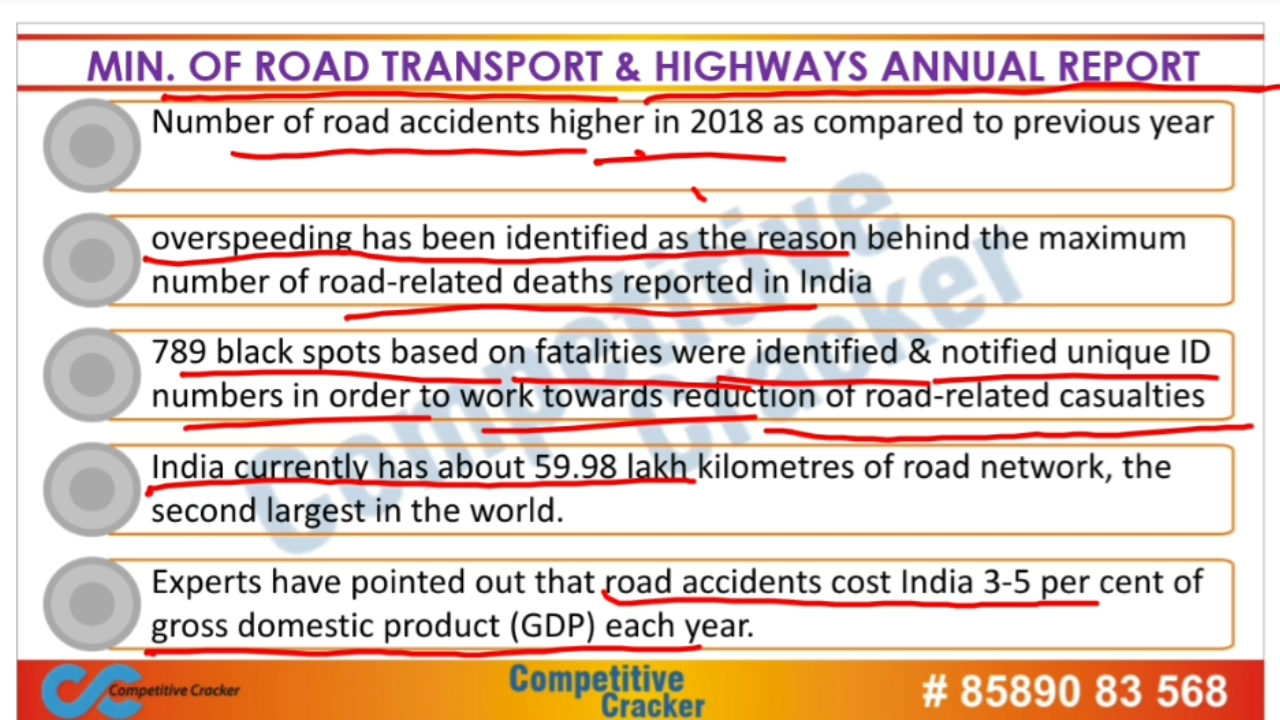 MIN. OF ROAD TRANSPORT & HIGHWAYS ANNUAL REPORT
Number of road accidents higher in 2018 as compared to previous year
overspeeding has been identified as the reason behind the maximum
number of road-related deaths reported in India
789 black spots based on fatalities were identified & notified unique ID
numbers in order to work towards reduction of road-related casualties
India currently has about 59.98 lakh kilometres of road network, the
second largest in the world.
Experts have pointed out that road accidents cost India 3-5 per cent of
gross domestic product (GDP) each year.
Competitive
Cracker
Competitive Cracker
Competitive
Cracker
# 85890 83 568